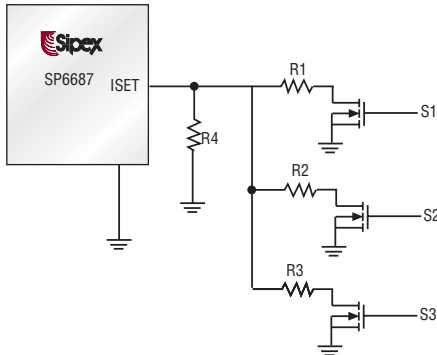 Sipex
SP6687
ISET
R1
S1
R4
R2
S2
R3
S3